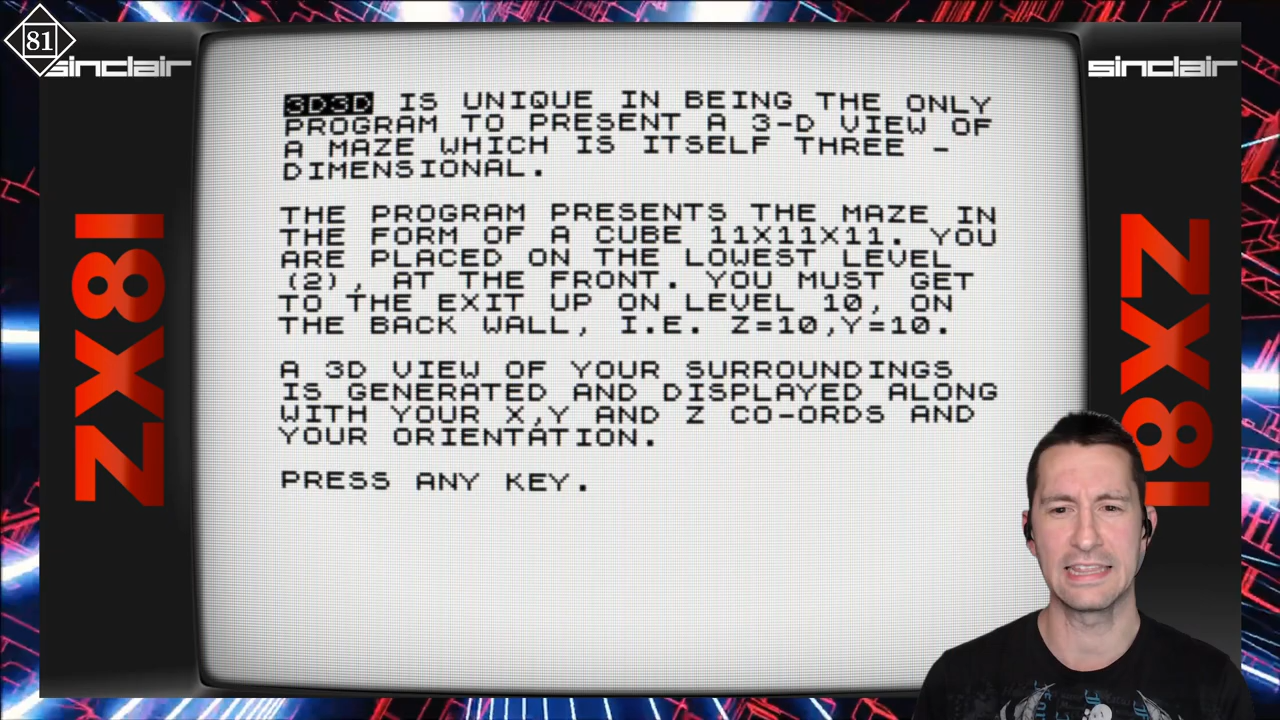 81
sinclair
sinclair
3D3D IS UNIQUE IN BEING THE ONLY
PROGRAM TO PRESENT A 3-D VIEW OF
A MAZE WHICH IS ITSELF THREE -
DIMENSIONAL.
THE PROGRAM PRESENTS THE MAZE IN
THE FORM OF A CUBE 11X11X11. YOU
ARE PLACED ON THE LOWEST LEVEL
(2), AT THE FRONT. YOU MUST GET
TO THE EXIT UP ON LEVEL 10, ON
THE BACK WALL, I.E. Z=10,Y=10.
A 3D VIEW OF YOUR SURROUNDINGS
IS GENERATED AND DISPLAYED ALONG
WITH YOUR X,Y AND Z CO-ORDS AND
YOUR ORIENTATION.
PRESS ANY KEY.
ZX81
ZX81